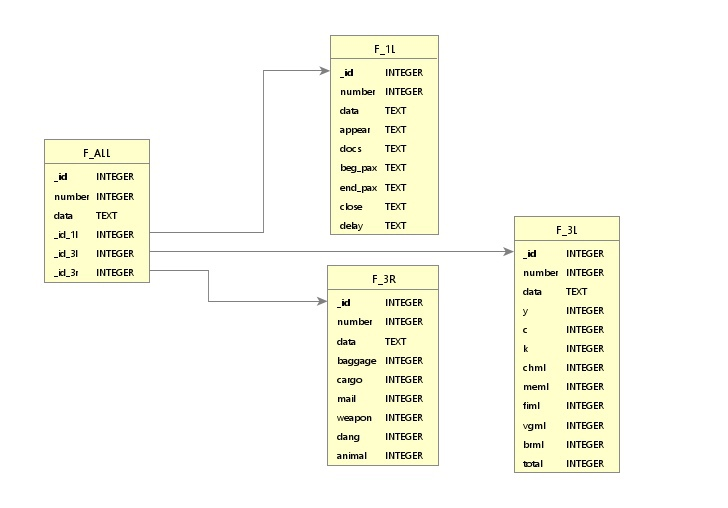 F_1L
_id INTEGER
number INTEGER
data TEXT
appear TEXT
docs TEXT
beg_pax TEXT
end_pax TEXT
close TEXT
delay TEXT
F_ALL
_id INTEGER
number INTEGER
data TEXT
_id_1l INTEGER
_id_3l INTEGER
_id_3r INTEGER
F_3L
_id INTEGER
number INTEGER
data TEXT
y INTEGER
c INTEGER
k INTEGER
chml INTEGER
meml INTEGER
fiml INTEGER
vgml INTEGER
brml INTEGER
total INTEGER
F_3R
_id INTEGER
number INTEGER
data TEXT
baggage INTEGER
cargo INTEGER
mail INTEGER
weapon INTEGER
dang INTEGER
animal INTEGER